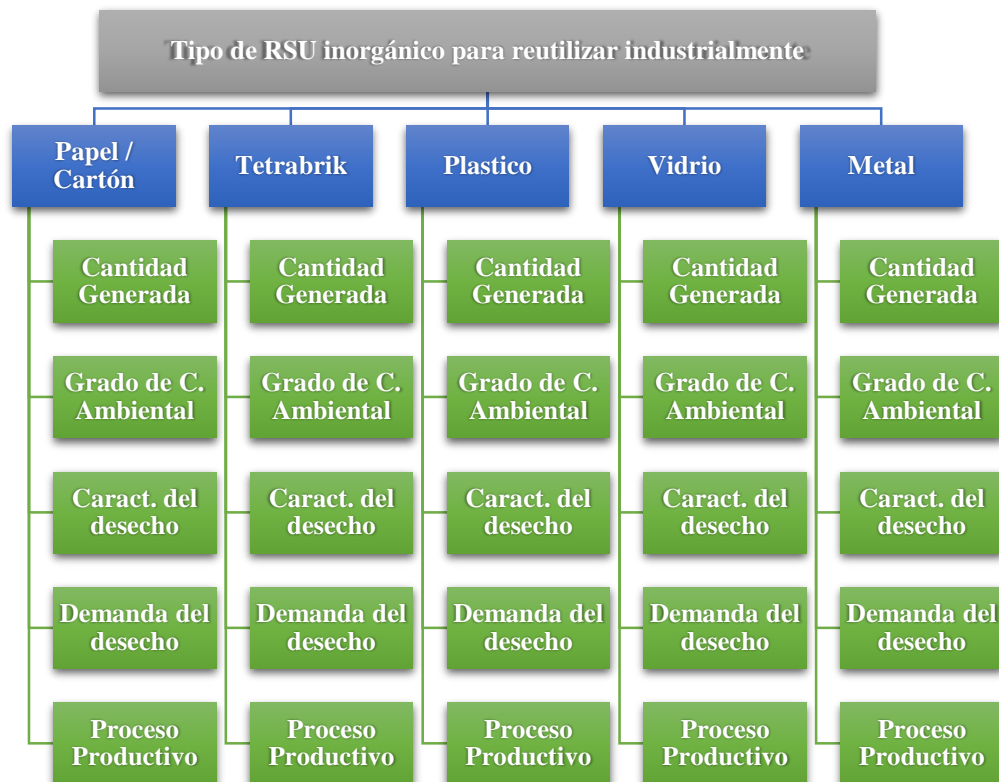 Tipo de RSU inorgánico para reutilizar industrialmente
Papel /
Cartón
Tetrabrik
Plastico
Vidrio
Metal
Cantidad
Generada
Cantidad
Generada
Cantidad
Generada
Cantidad
Generada
Cantidad
Generada
Grado de C.
Ambiental
Grado de C.
Ambiental
Grado de C.
Ambiental
Grado de C.
Ambiental
Grado de C.
Ambiental
Caract. del
desecho
Caract. del
desecho
Caract. del
desecho
Caract. del
desecho
Caract. del
desecho
Demanda del
desecho
Demanda del
desecho
Demanda del
desecho
Demanda del
desecho
Demanda del
desecho
Proceso
Productivo
Proceso
Productivo
Proceso
Productivo
Proceso
Productivo
Proceso
Productivo